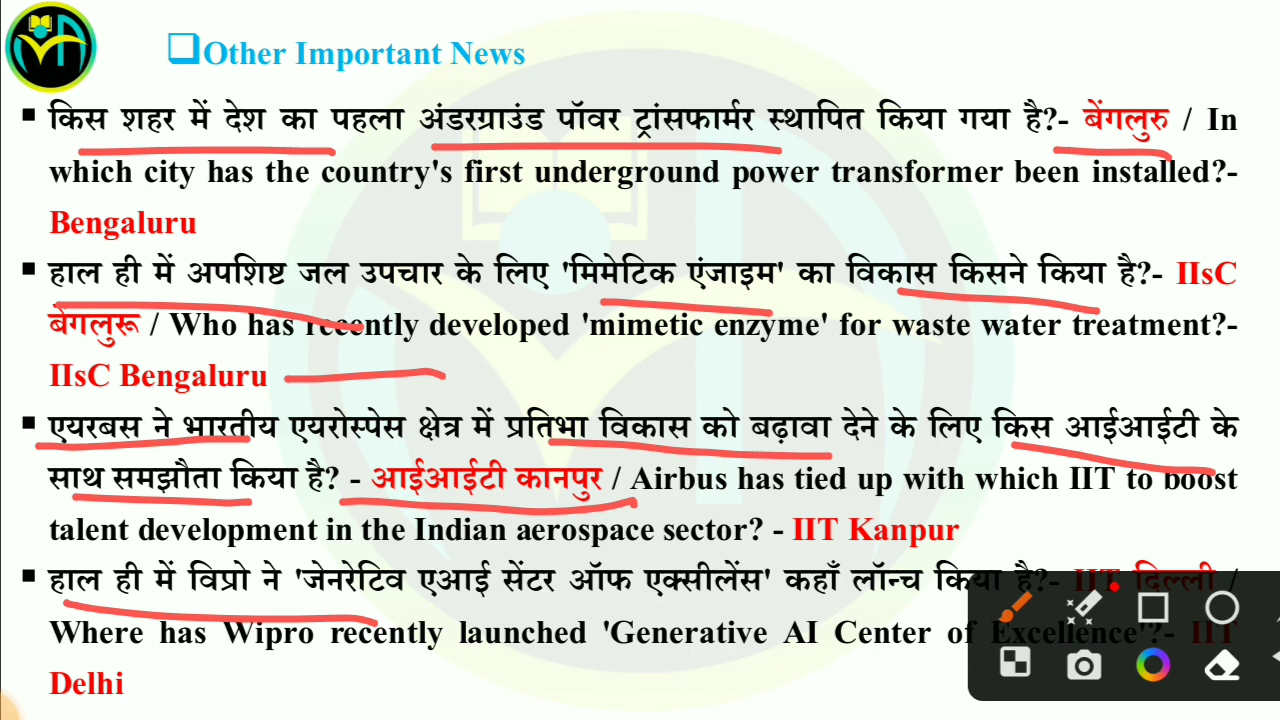 Other Important News
किस शहर में देश का पहला अंडरग्राउंड पॉवर ट्रांसफार्मर स्थापित किया गया है?- बेंगलुरु / In
which city has the country's first underground power transformer been installed?-
Bengaluru
हाल ही में अपशिष्ट जल उपचार के लिए 'मिमेटिक एंजाइम' का विकास किसने किया है?- IIsC
बेंगलुरू / Who has recently developed 'mimetic enzyme' for waste water treatment?-
IIsC Bengaluru
एयरबस ने भारतीय एयरोस्पेस क्षेत्र में प्रतिभा विकास को बढ़ावा देने के लिए किस आईआईटी के
साथ समझौता किया है? - आईआईटी कानपुर / Airbus has tied up with which IIT to boost
talent development in the Indian aerospace sector? - IIT Kanpur
हाल ही में विप्रो ने 'जेनरेटिव एआई सेंटर ऑफ एक्सीलेंस' कहाँ लॉन्च किया है?- IIT दिल्ली /
Where has Wipro recently launched 'Generative AI Center of Excellence'?- IIT
Delhi